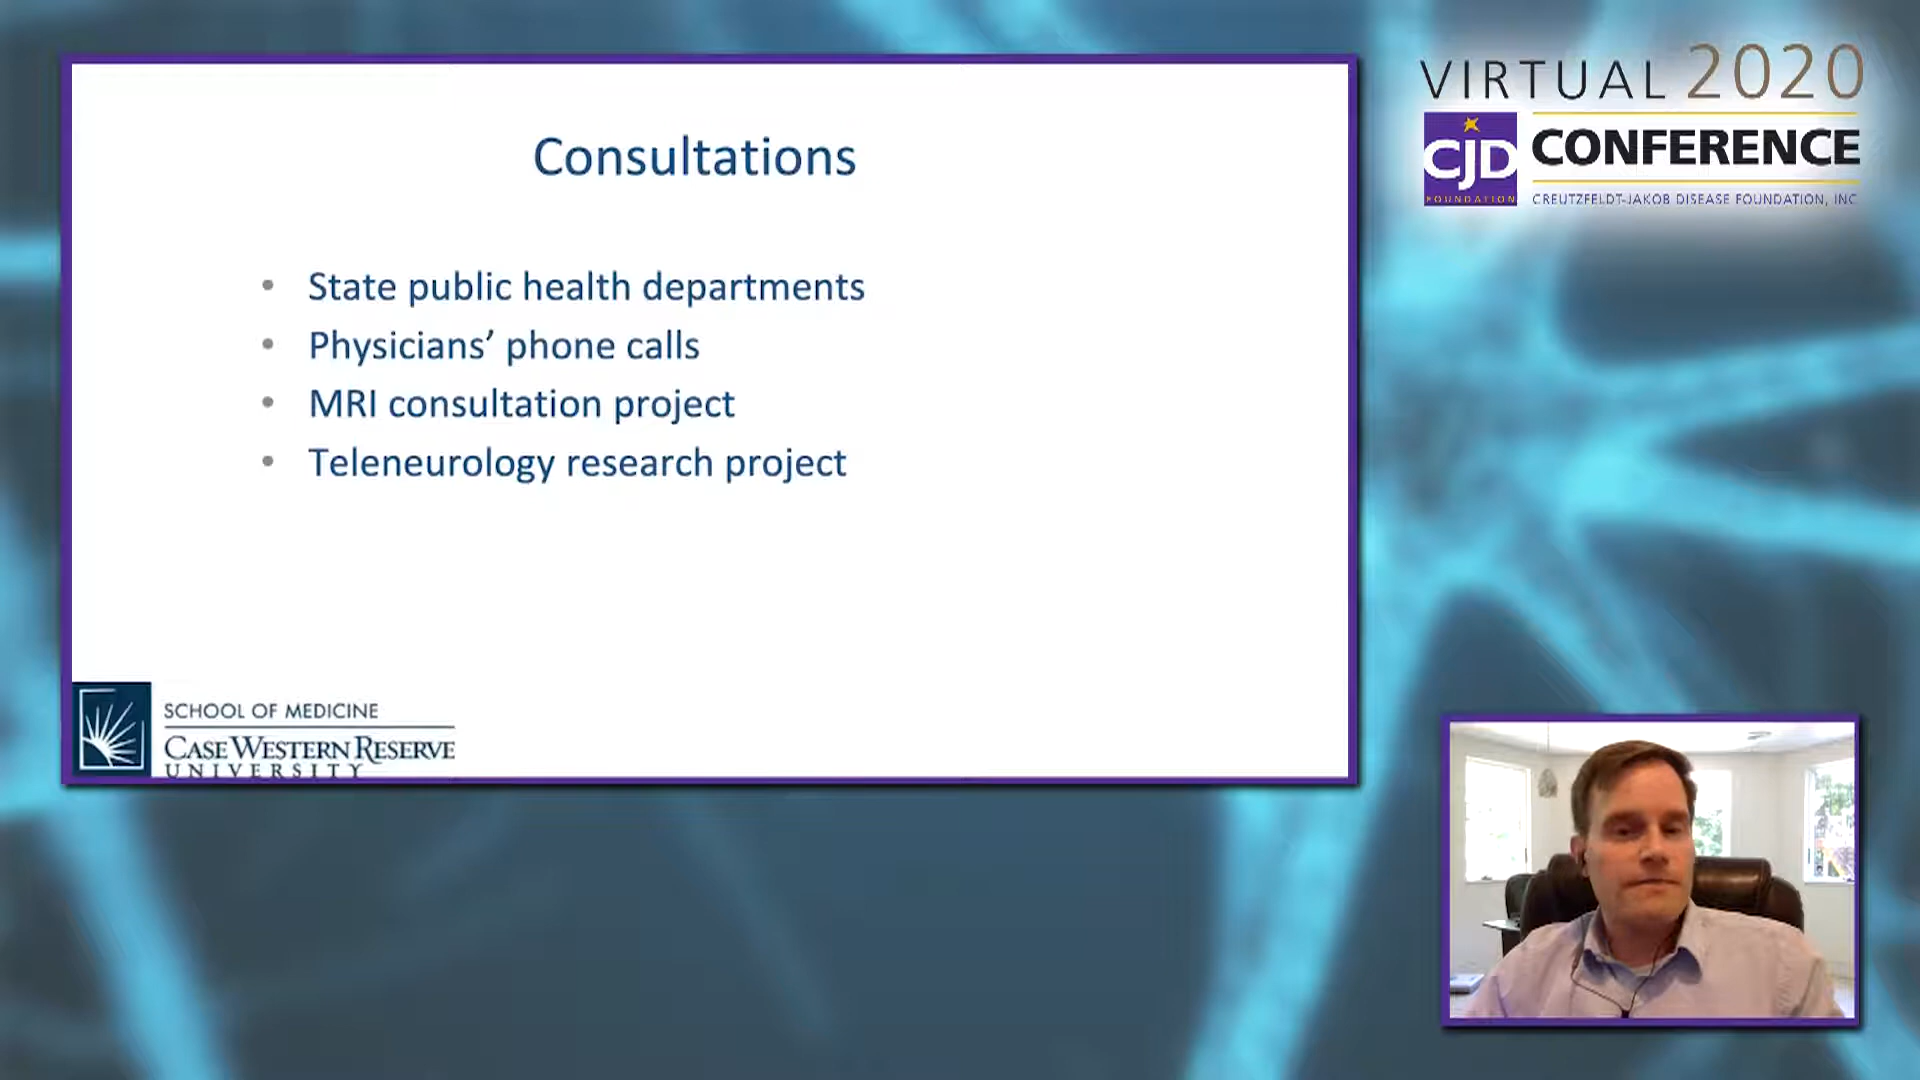 Consultations
• State public health departments
• Physicians’ phone calls
• MRI consultation project
• Teleneurology research project
SCHOOL OF MEDICINE
CASE WESTERN RESERVE
UNIVERSITY
VIRTUAL 2020
CJD
FOUNDATION
CONFERENCE
CREUTZFELDT-JAKOB DISEASE FOUNDATION, INC